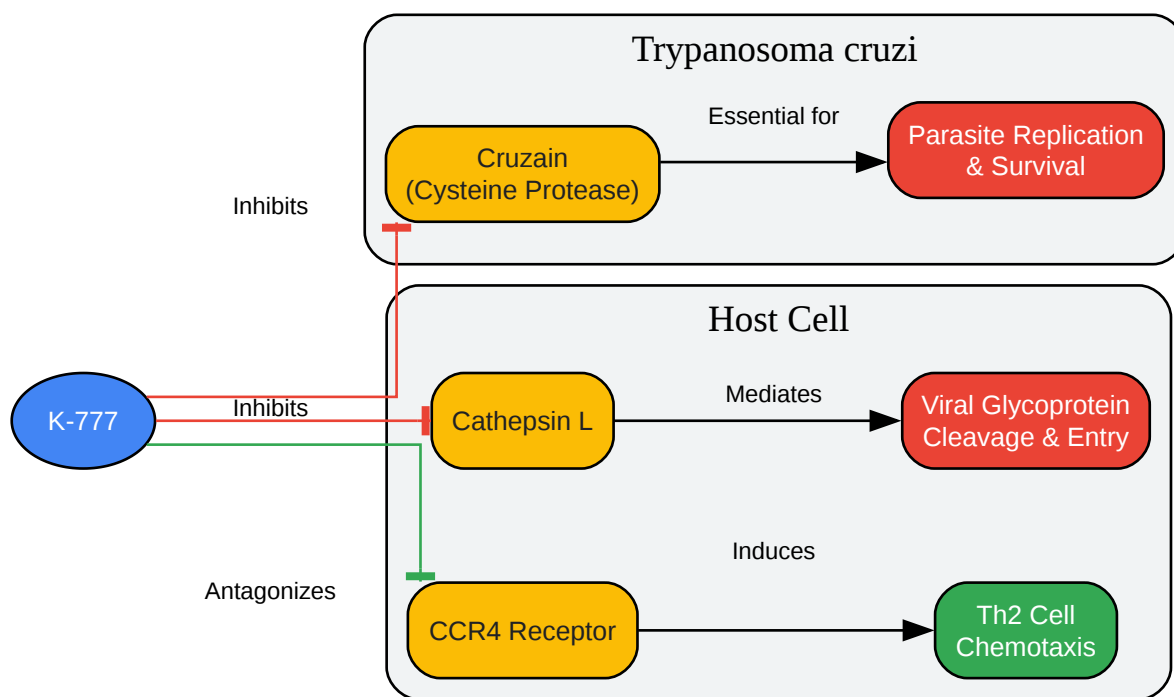 Trypanosoma cruzi
Essential for
Cruzain
(Cysteine Protease)
Parasite Replication
& Survival
Inhibits
Host Cell
K-777
Inhibits
Cathepsin L
Mediates
Viral Glycoprotein
Cleavage & Entry
Antagonizes
CCR4 Receptor
Induces
Th2 Cell
Chemotaxis